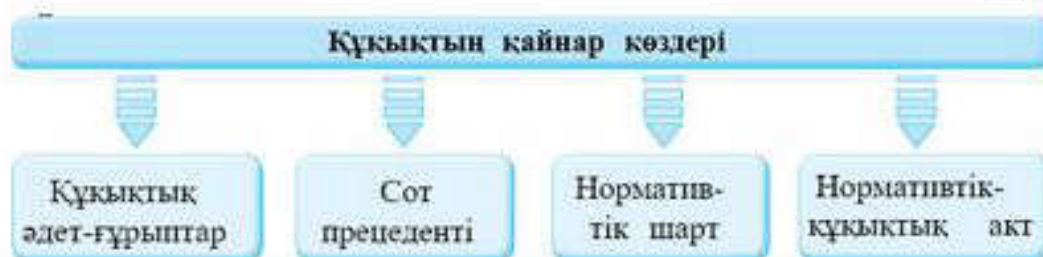 Құқықтың қайнар көздері
Құқықтық
әдет-ғұрыптар
Сот
прецеденті
Норматив-
тік шарт
Нормативтік-
құқықтық акт